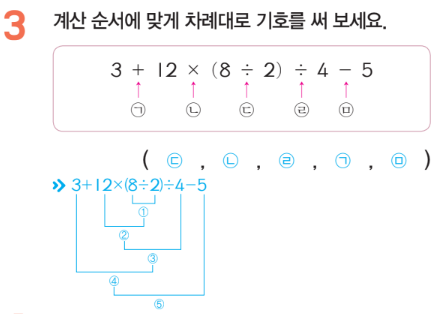 3 계산 순서에 맞게 차례대로 기호를 써 보세요.
3 + 12 × (8 ÷ 2) ÷ 4 − 5
㉠ ㉡ ㉢ ㉣ ㉤
( ㉢ , ㉡ , ㉣ , ㉠ , ㉤ )
» 3+12×(8÷2)÷4−5
①
②
③
④
⑤